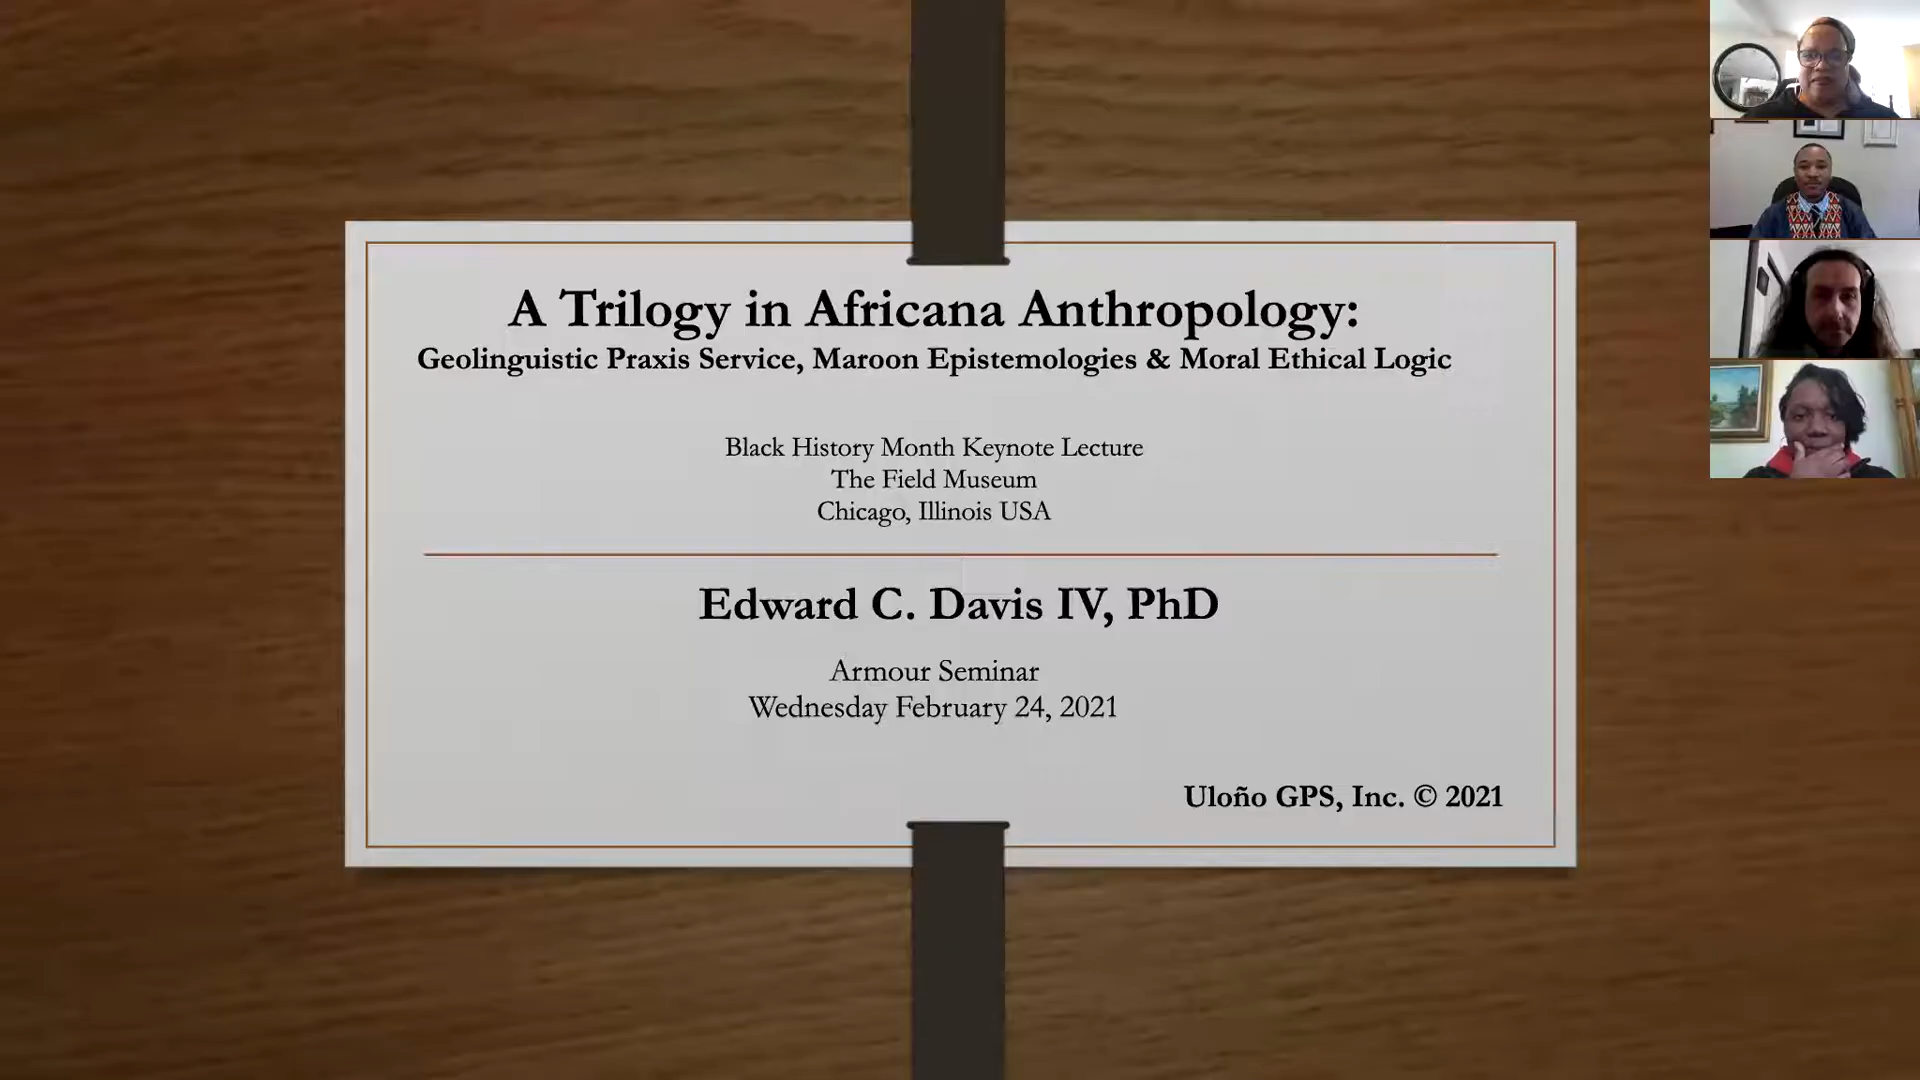 A Trilogy in Africana Anthropology:
Geolinguistic Praxis Service, Maroon Epistemologies & Moral Ethical Logic
Black History Month Keynote Lecture
The Field Museum
Chicago, Illinois USA
Edward C. Davis IV, PhD
Armour Seminar
Wednesday February 24, 2021
Uloño GPS, Inc. © 2021